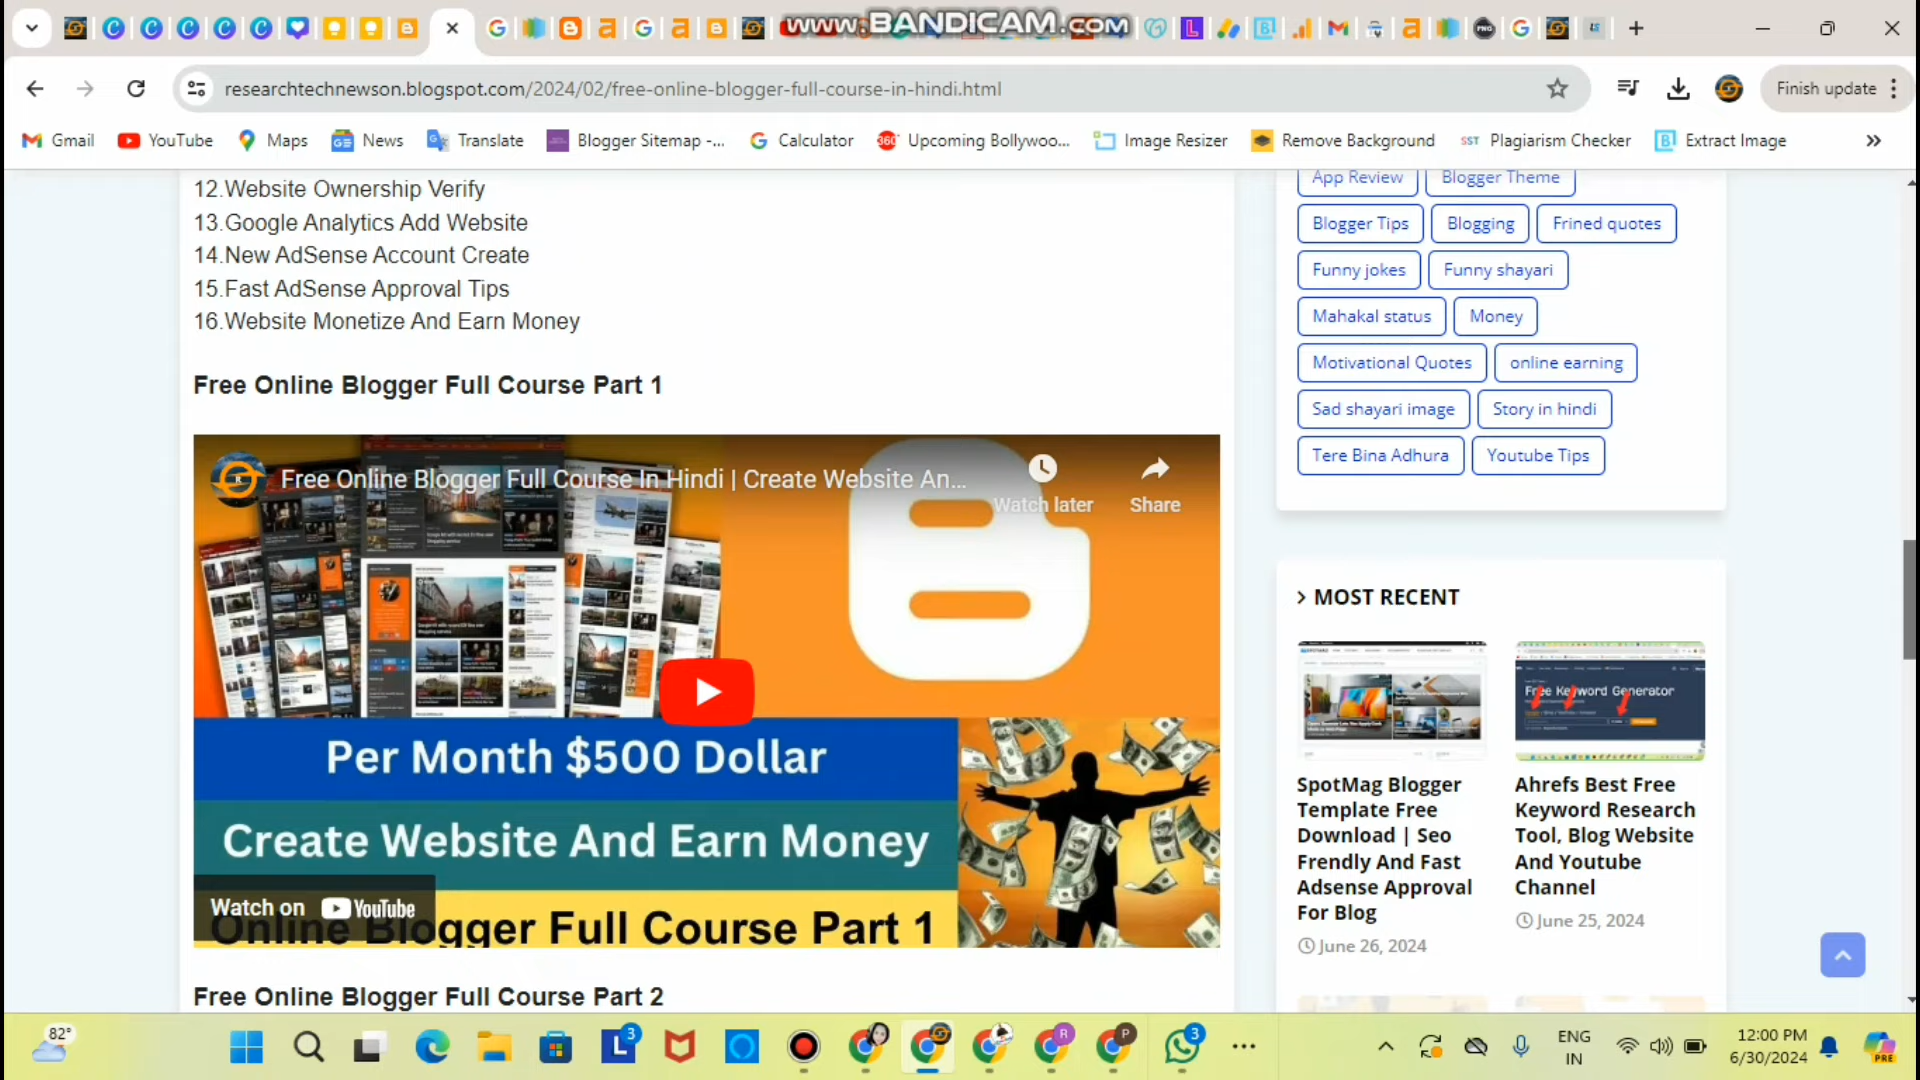 www.BANDICAM.com
researchtechnewson.blogspot.com/2024/02/free-online-blogger-full-course-in-hindi.html
Finish update
Gmail
YouTube
Maps
News
Translate
Blogger Sitemap -...
Calculator
Upcoming Bollywoo...
Image Resizer
Remove Background
SST Plagiarism Checker
Extract Image
12.Website Ownership Verify
13.Google Analytics Add Website
14.New AdSense Account Create
15.Fast AdSense Approval Tips
16.Website Monetize And Earn Money
Free Online Blogger Full Course Part 1
Free Online Blogger Full Course In Hindi | Create Website An...
Watch later
Share
Per Month $500 Dollar
Create Website And Earn Money
Watch on YouTube
Online Blogger Full Course Part 1
Free Online Blogger Full Course Part 2
App Review
Blogger Theme
Blogger Tips
Blogging
Frined quotes
Funny jokes
Funny shayari
Mahakal status
Money
Motivational Quotes
online earning
Sad shayari image
Story in hindi
Tere Bina Adhura
Youtube Tips
MOST RECENT
Free Keyword Generator
SpotMag Blogger
Template Free
Download | Seo
Frendly And Fast
Adsense Approval
For Blog
June 26, 2024
Ahrefs Best Free
Keyword Research
Tool, Blog Website
And Youtube
Channel
June 25, 2024
82°
3
3
ENG
IN
12:00 PM
6/30/2024
PRE